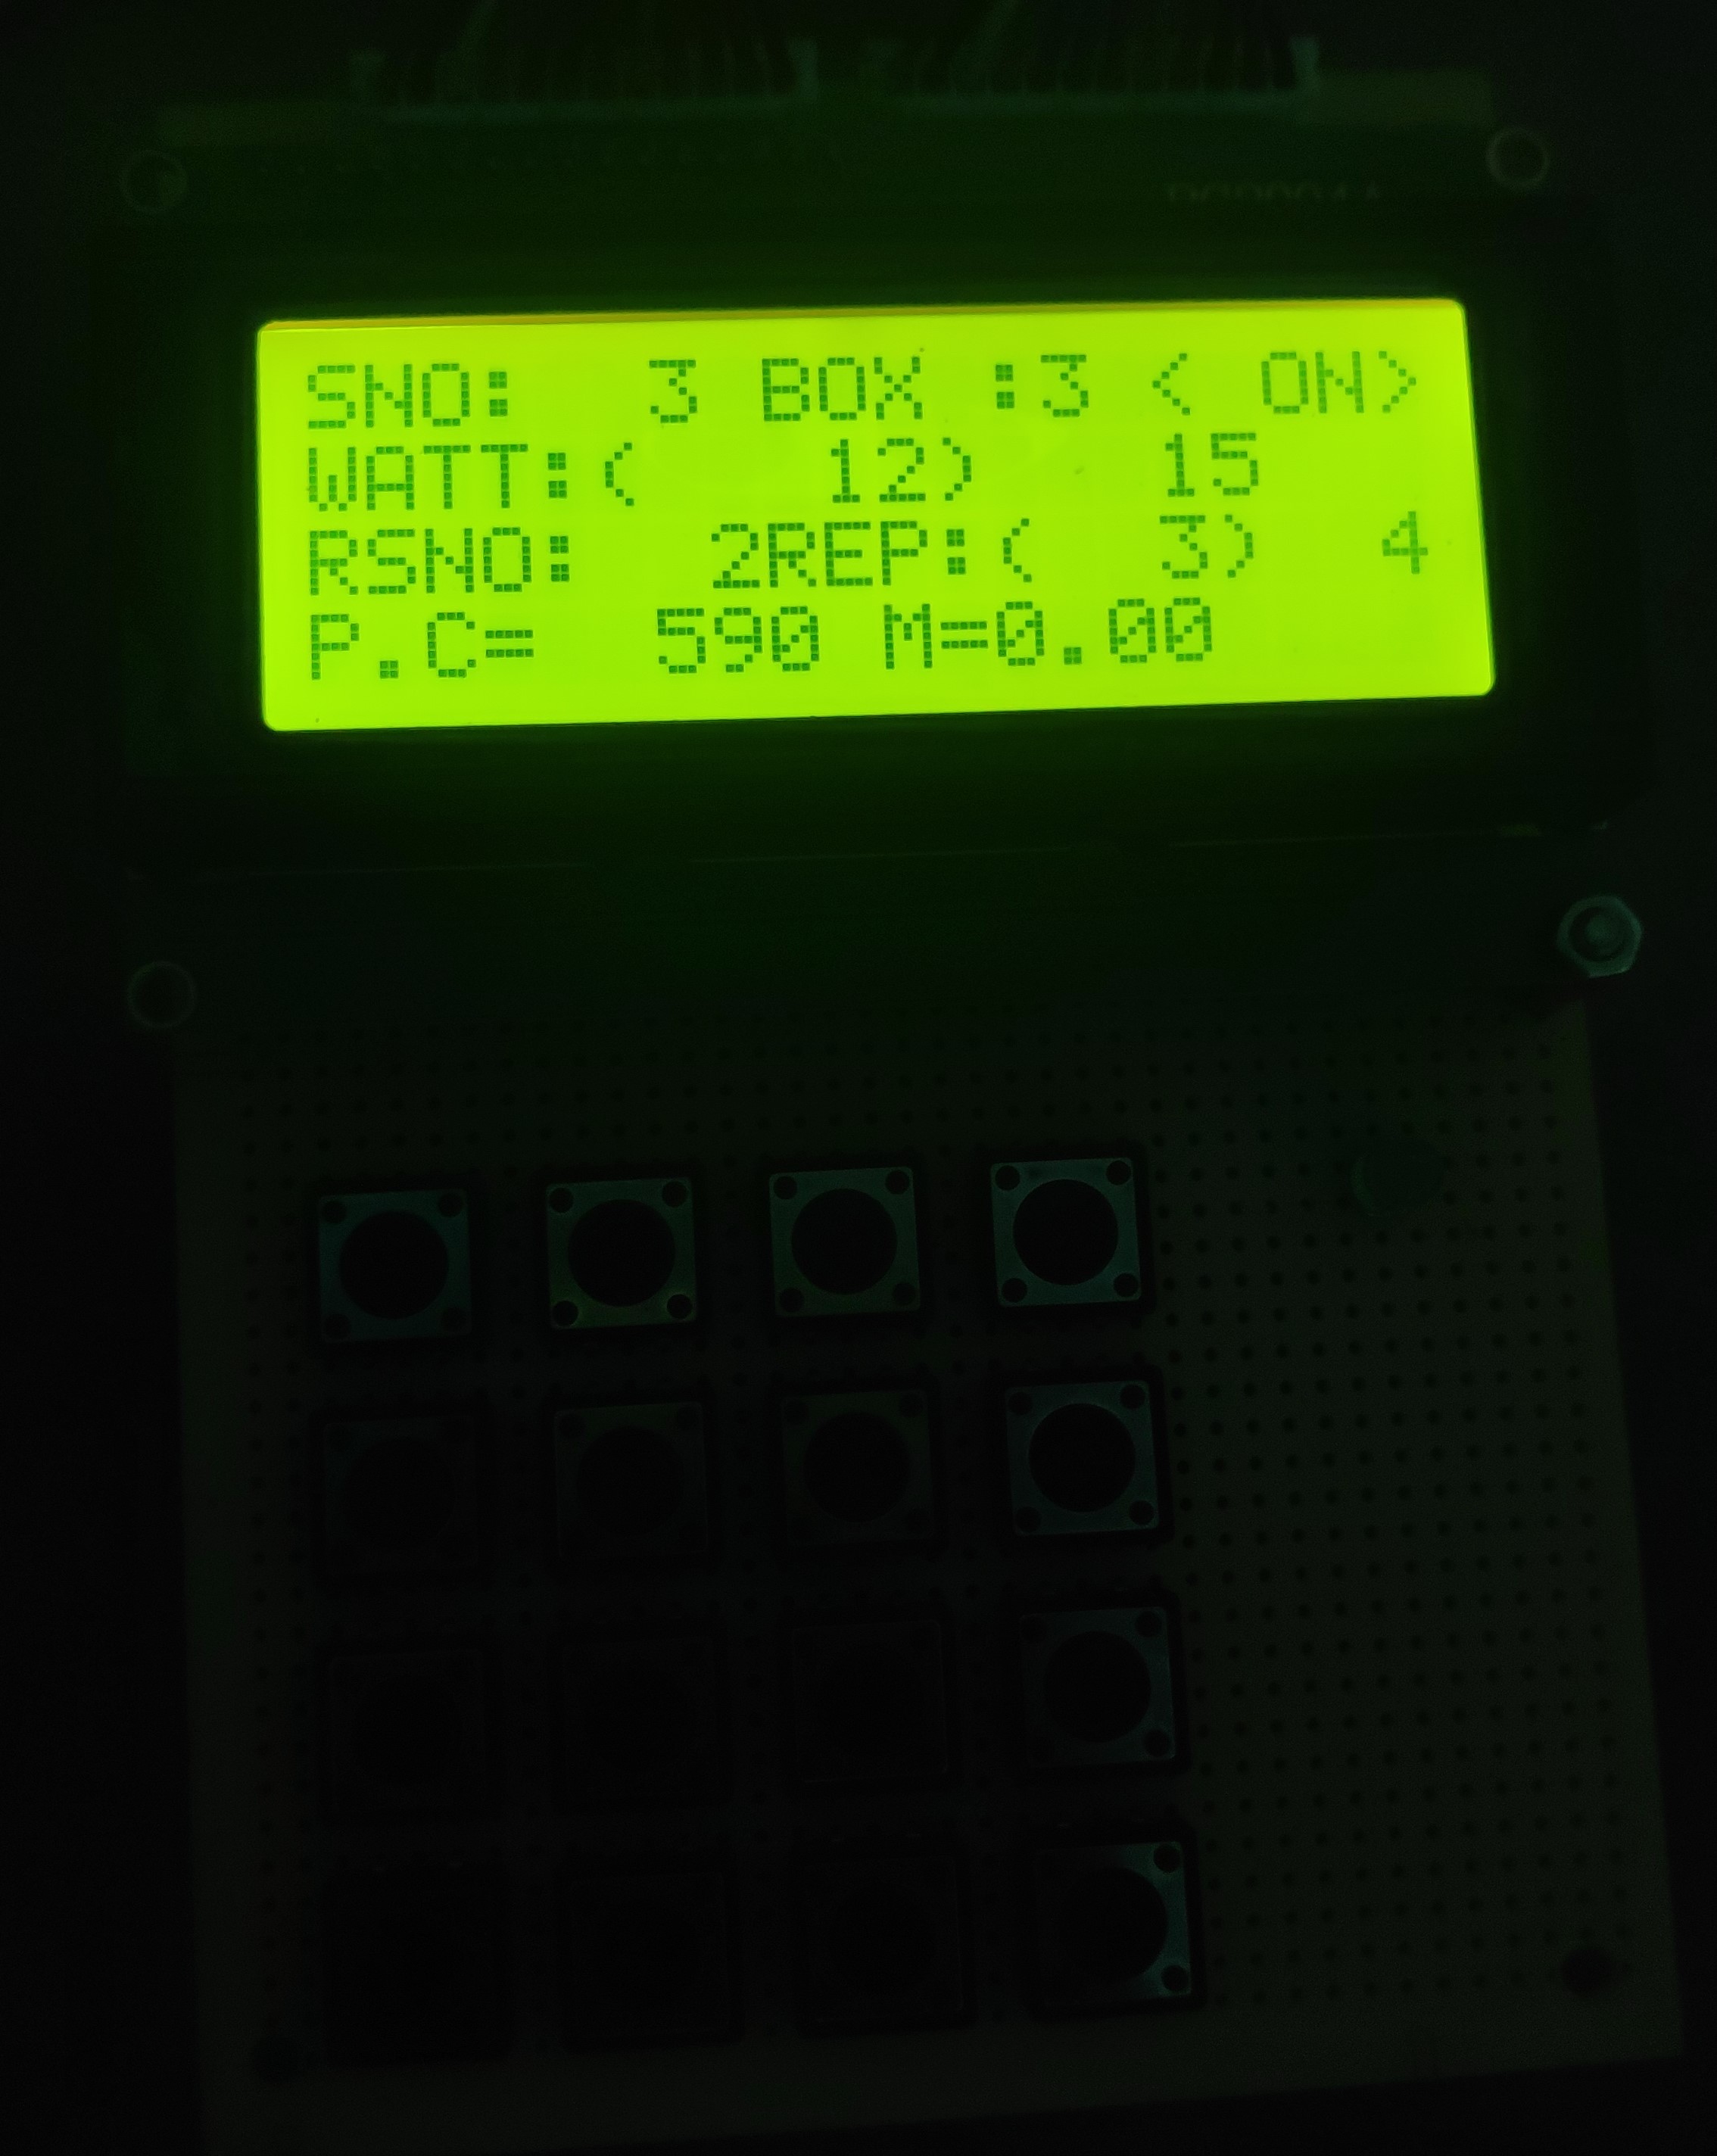 SNO: 3 BOX :3 < ON>
WATT:( 12) 15
RSNO: 2REP:( 3) 4
P.C= 590 M=0.00